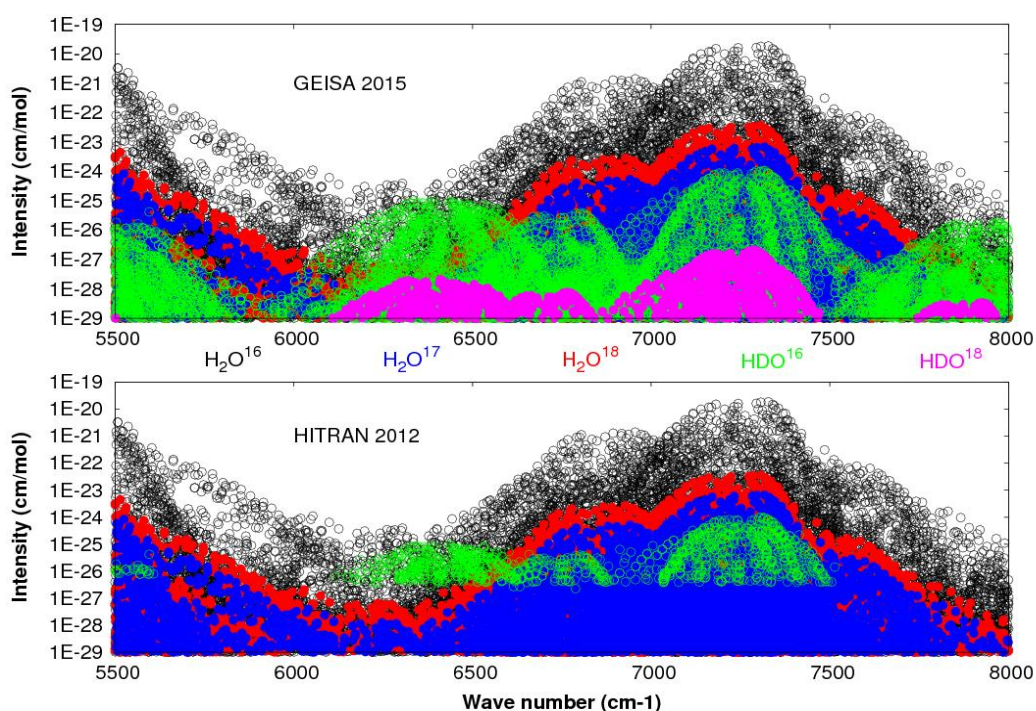 1E-19
1E-20
1E-21
1E-22
1E-23
1E-24
1E-25
1E-26
1E-27
1E-28
1E-29
Intensity (cm/mol)
GEISA 2015
5500 6000 6500 7000 7500 8000
H2O16 H2O17 H2O18 HDO16 HDO18
1E-19
1E-20
1E-21
1E-22
1E-23
1E-24
1E-25
1E-26
1E-27
1E-28
1E-29
Intensity (cm/mol)
HITRAN 2012
5500 6000 6500 7000 7500 8000
Wave number (cm-1)